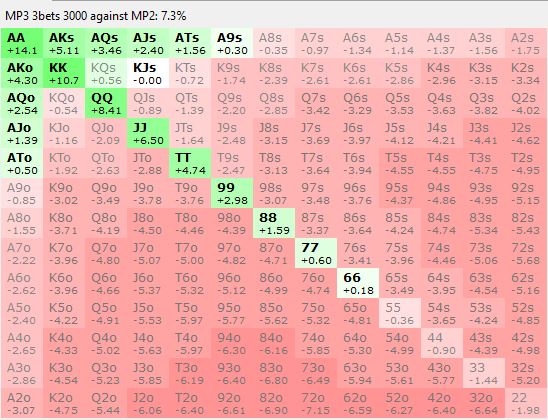 MP3 3bets 3000 against MP2: 7.3%
AA AKs AQs AJs ATs A9s A8s A7s A6s A5s A4s A3s A2s
+14.1 +5.11 +3.46 +2.40 +1.56 +0.30 -0.35 -0.97 -1.34 -1.14 -1.37 -1.56 -1.75
AKo KK KQs KJs KTs K9s K8s K7s K6s K5s K4s K3s K2s
+4.30 +10.7 +0.56 -0.00 -0.72 -1.74 -2.39 -2.61 -2.61 -2.86 -2.96 -3.15 -3.34
AQo KQo QQ QJs QTs Q9s Q8s Q7s Q6s Q5s Q4s Q3s Q2s
+2.54 -0.54 +8.41 -0.89 -1.39 -2.20 -2.85 -3.42 -3.29 -3.53 -3.63 -3.82 -4.02
AJo KJo QJo JJ JTs J9s J8s J7s J6s J5s J4s J3s J2s
+1.39 -1.16 -2.09 +6.50 -1.64 -2.48 -3.15 -3.69 -3.97 -4.12 -4.21 -4.41 -4.62
ATo KTo QTo JTo TT T9s T8s T7s T6s T5s T4s T3s T2s
+0.50 -1.92 -2.63 -2.88 +4.74 -2.47 -3.13 -3.64 -3.94 -4.55 -4.55 -4.75 -4.95
A9o K9o Q9o J9o T9o 99 98s 97s 96s 95s 94s 93s 92s
-0.85 -3.02 -3.49 -3.78 -3.76 +2.98 -3.07 -3.48 -3.76 -4.37 -4.86 -4.95 -5.15
A8o K8o Q8o J8o T8o 98o 88 87s 86s 85s 84s 83s 82s
-1.55 -3.71 -4.19 -4.50 -4.46 -4.39 +1.59 -3.37 -3.64 -4.24 -4.74 -5.34 -5.43
A7o K7o Q7o J7o T7o 97o 87o 77 76s 75s 74s 73s 72s
-2.22 -3.96 -4.80 -5.07 -5.00 -4.82 -4.71 +0.60 -3.41 -3.96 -4.46 -5.06 -5.68
A6o K6o Q6o J6o T6o 96o 86o 76o 66 65s 64s 63s 62s
-2.62 -3.96 -4.66 -5.37 -5.32 -5.12 -4.99 -4.74 +0.18 -3.49 -3.95 -4.54 -5.16
A5o K5o Q5o J5o T5o 95o 85o 75o 65o 55 54s 53s 52s
-2.40 -4.22 -4.91 -5.53 -5.97 -5.77 -5.62 -5.32 -4.81 -0.36 -3.65 -4.24 -4.85
A4o K4o Q4o J4o T4o 94o 84o 74o 64o 54o 44 43s 42s
-2.65 -4.33 -5.02 -5.63 -5.97 -6.30 -6.16 -5.85 -5.30 -4.99 -0.90 -4.39 -4.98
A3o K3o Q3o J3o T3o 93o 83o 73o 63o 53o 43o 33 32s
-2.86 -4.54 -5.23 -5.85 -6.19 -6.40 -6.80 -6.49 -5.94 -5.61 -5.77 -1.44 -5.20
A2o K2o Q2o J2o T2o 92o 82o 72o 62o 52o 42o 32o 22
-3.07 -4.75 -5.44 -6.06 -6.40 -6.61 -6.90 -7.15 -6.59 -6.27 -6.40 -6.64 -1.98